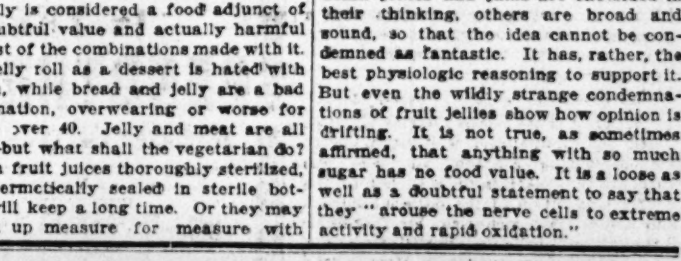 ly is considered a food adjunct of
ubtful value and actually harmful
st of the combinations made with it.
elly roll as a dessert is hated with
, while bread and jelly are a bad
nation, overwearing or worse for
over 40. Jelly and meat are all
-but what shall the vegetarian do?
fruit juices thoroughly sterilized,
ermetically sealed in sterile bot-
ill keep a long time. Or they may
up measure for measure with
their thinking, others are broad and
sound, so that the idea cannot be con-
demned as fantastic. It has, rather, the
best physiologic reasoning to support it.
But even the wildly strange condemna-
tions of fruit jellies show how opinion is
drifting. It is not true, as sometimes
affirmed, that anything with so much
sugar has no food value. It is a loose as
well as a doubtful statement to say that
they "arouse the nerve cells to extreme
activity and rapid oxidation."